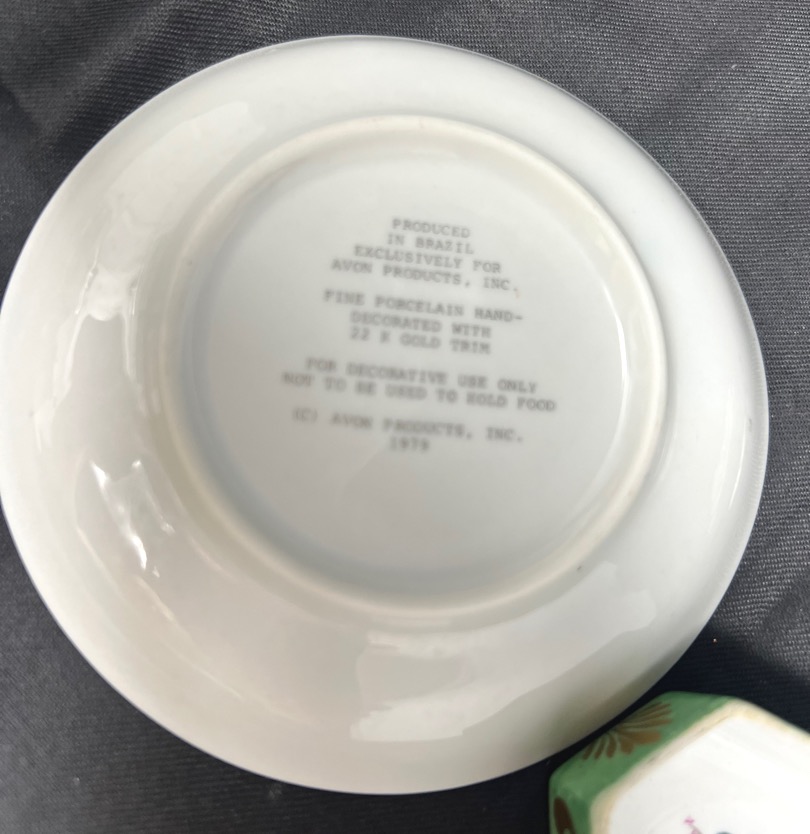 PRODUCED
IN BRAZIL
EXCLUSIVELY FOR
AVON PRODUCTS, INC.
FINE PORCELAIN HAND-
DECORATED WITH
22 K GOLD TRIM
FOR DECORATIVE USE ONLY
NOT TO BE USED TO HOLD FOOD
(C) AVON PRODUCTS, INC.
1979